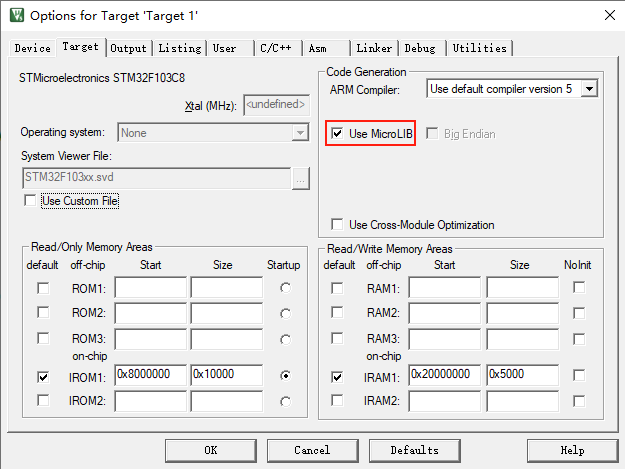 Options for Target 'Target 1'
Device Target Output Listing User C/C++ Asm Linker Debug Utilities
STMicroelectronics STM32F103C8
Xtal (MHz): <undefined>
Operating system: None
System Viewer File:
STM32F103xx.svd ...
Use Custom File
Code Generation
ARM Compiler: Use default compiler version 5
Use MicroLIB Big Endian
Use Cross-Module Optimization
Read/Only Memory Areas
default off-chip Start Size Startup
ROM1:
ROM2:
ROM3:
on-chip
IROM1: 0x8000000 0x10000
IROM2:
Read/Write Memory Areas
default off-chip Start Size NoInit
RAM1:
RAM2:
RAM3:
on-chip
IRAM1: 0x20000000 0x5000
IRAM2:
OK Cancel Defaults Help